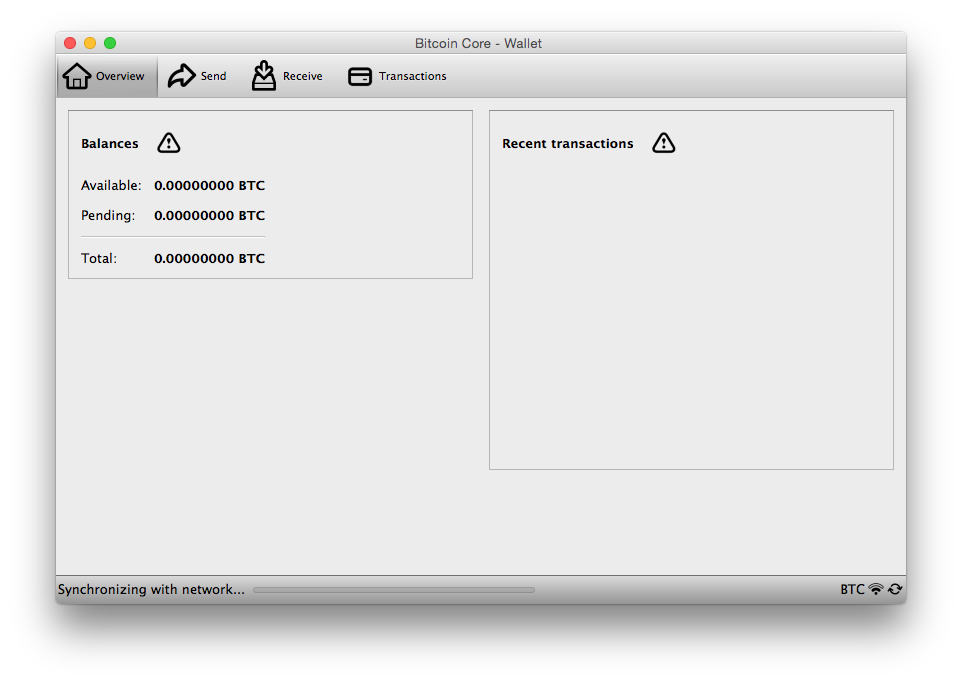 Bitcoin Core - Wallet
Overview Send Receive Transactions
Balances
Available: 0.00000000 BTC
Pending: 0.00000000 BTC
Total: 0.00000000 BTC
Recent transactions
Synchronizing with network... BTC